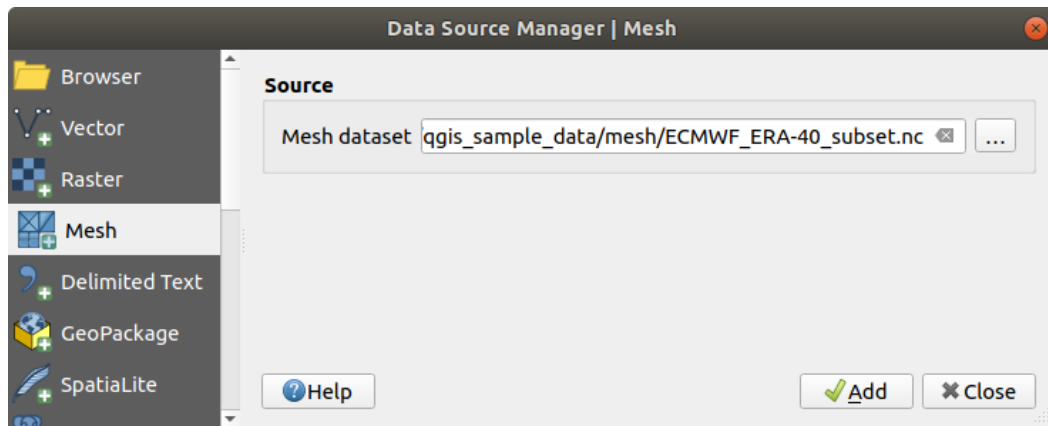 Data Source Manager | Mesh
Browser
Vector
Raster
Mesh
Delimited Text
GeoPackage
SpatiaLite
Source
Mesh dataset qgis_sample_data/mesh/ECMWF_ERA-40_subset.nc ...
Help
Add
Close